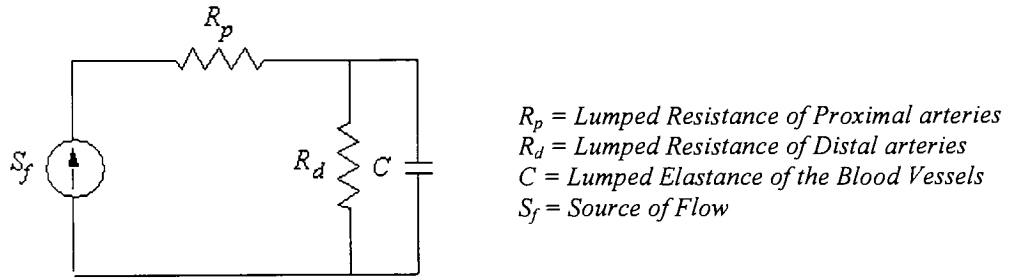 R_p
S_f
R_d
C
R_p = Lumped Resistance of Proximal arteries
R_d = Lumped Resistance of Distal arteries
C = Lumped Elastance of the Blood Vessels
S_f = Source of Flow